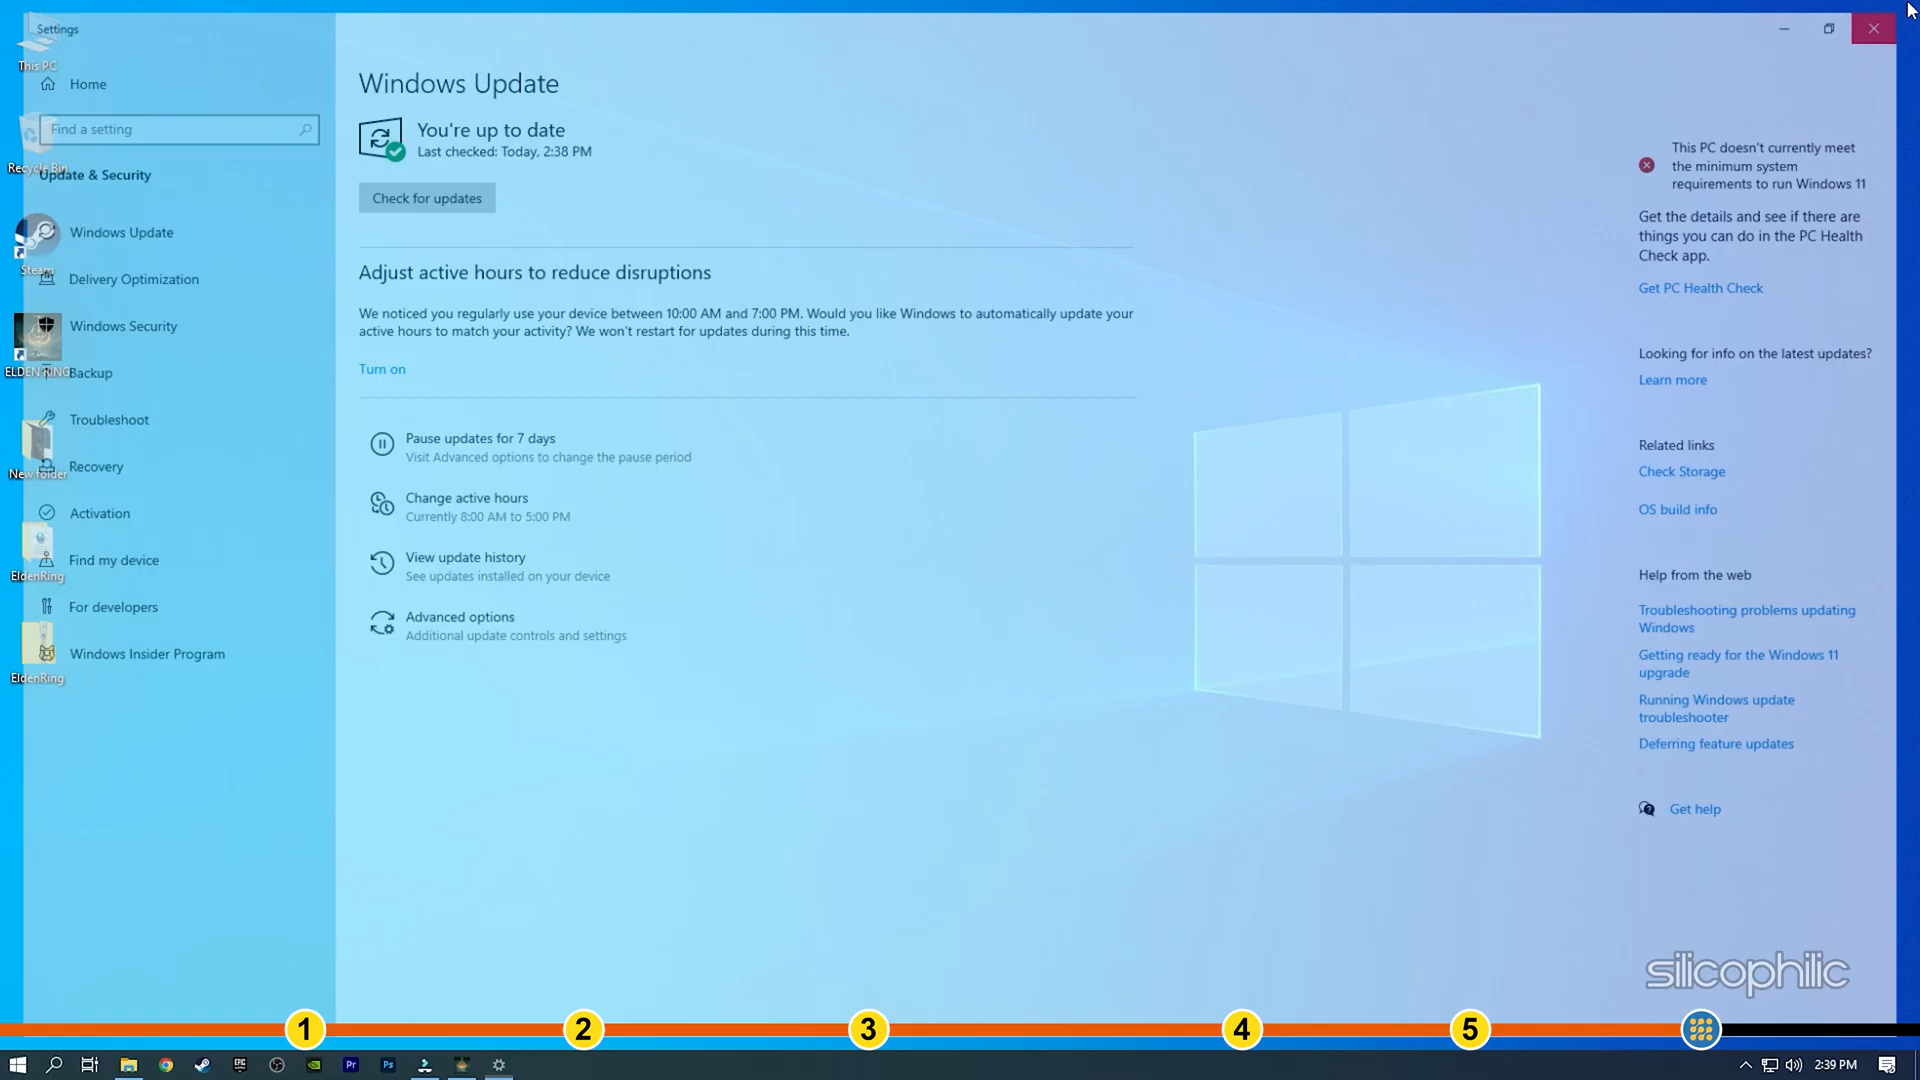 Settings
This PC
Home
Find a setting
Recycle Bin
Update & Security
Windows Update
Steam
Delivery Optimization
Windows Security
ELDEN RING
Backup
Troubleshoot
New folder
Recovery
Activation
Find my device
EldenRing
For developers
Windows Insider Program
EldenRing
Windows Update
You're up to date
Last checked: Today, 2:38 PM
Check for updates
Adjust active hours to reduce disruptions
We noticed you regularly use your device between 10:00 AM and 7:00 PM. Would you like Windows to automatically update your
active hours to match your activity? We won't restart for updates during this time.
Turn on
Pause updates for 7 days
Visit Advanced options to change the pause period
Change active hours
Currently 8:00 AM to 5:00 PM
View update history
See updates installed on your device
Advanced options
Additional update controls and settings
This PC doesn't currently meet
the minimum system
requirements to run Windows 11
Get the details and see if there are
things you can do in the PC Health
Check app.
Get PC Health Check
Looking for info on the latest updates?
Learn more
Related links
Check Storage
OS build info
Help from the web
Troubleshooting problems updating
Windows
Getting ready for the Windows 11
upgrade
Running Windows update
troubleshooter
Deferring feature updates
Get help
silicophilic
1 2 3 4 5
EPIC
Pr
Ps
2:39 PM